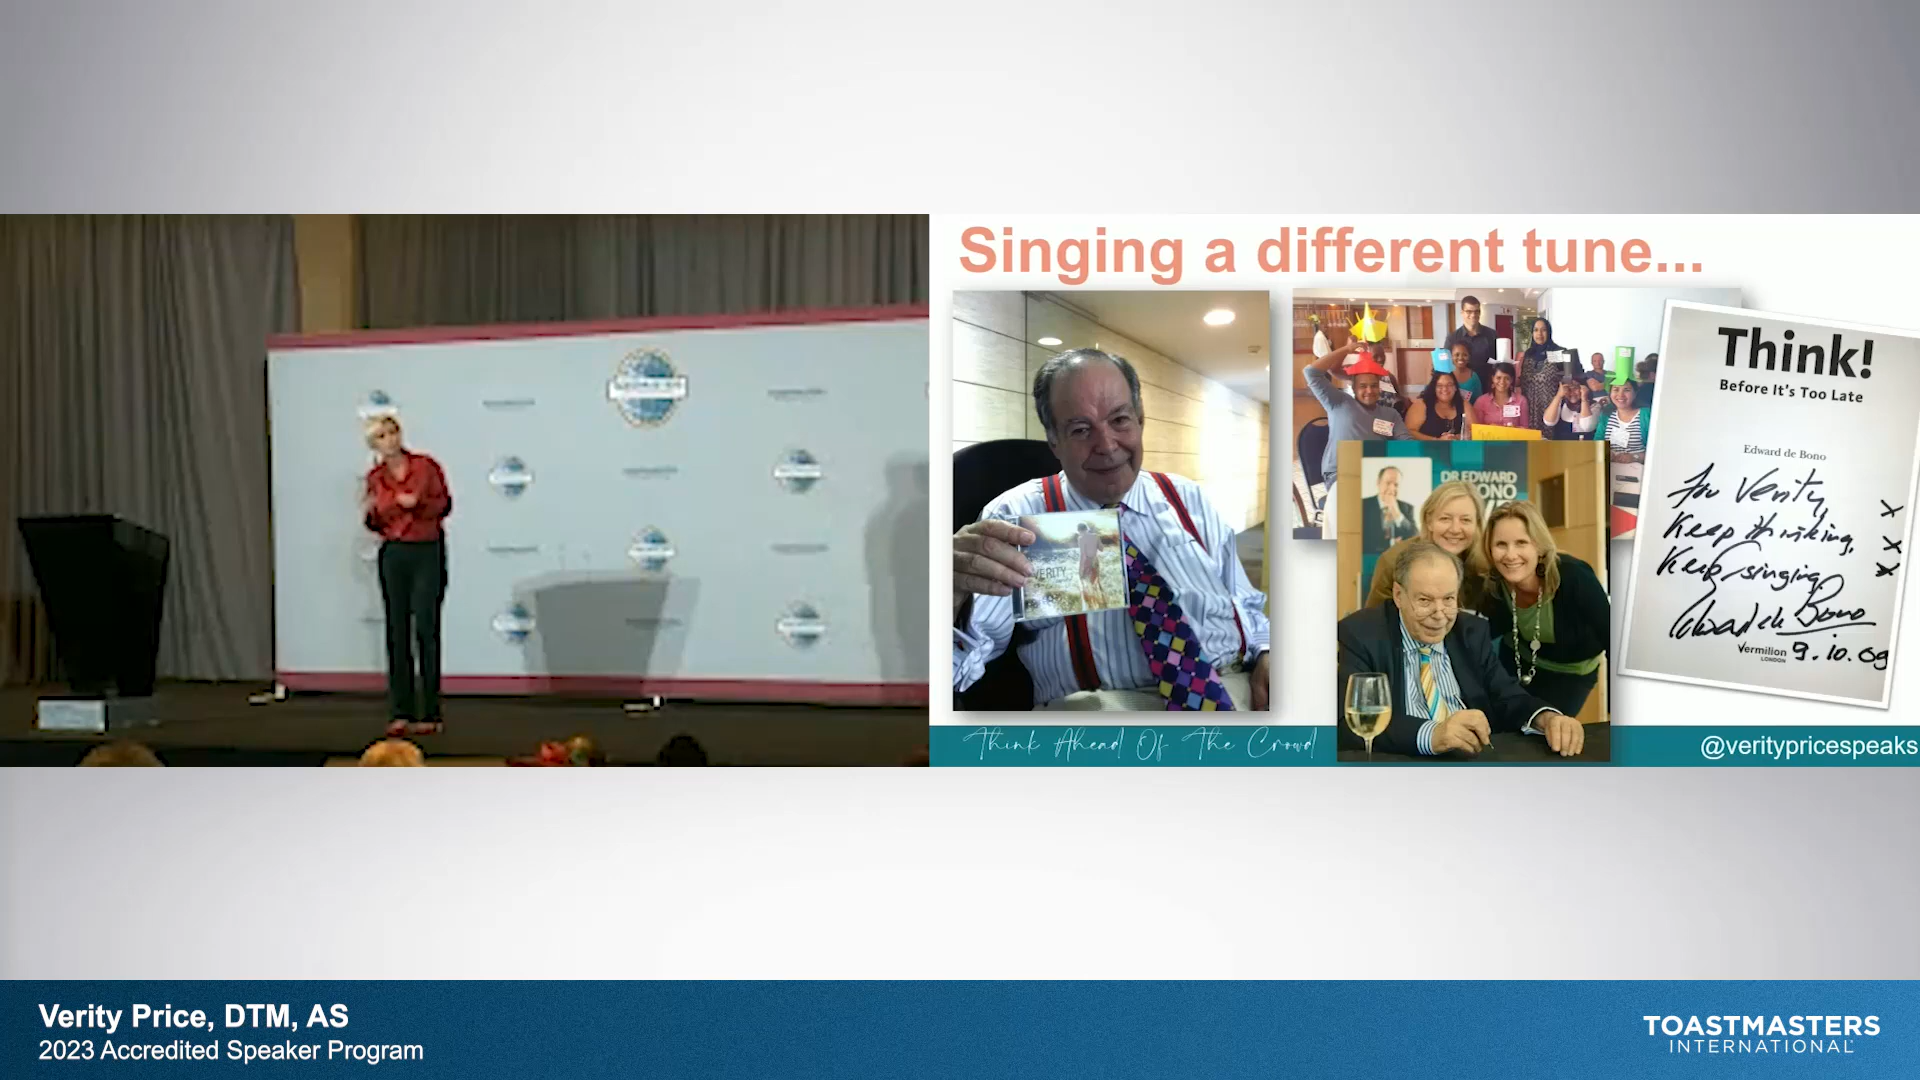 Singing a different tune...
VERITY
DR EDWARD
Think!
Before It's Too Late
Edward de Bono
For Verity,
Keep thinking,
Keep singing
x
x
x
Edward de Bono
Vermilion
LONDON
9.10.09
Think Ahead Of The Crowd
@veritypricespeaks
Verity Price, DTM, AS
2023 Accredited Speaker Program
TOASTMASTERS
INTERNATIONAL